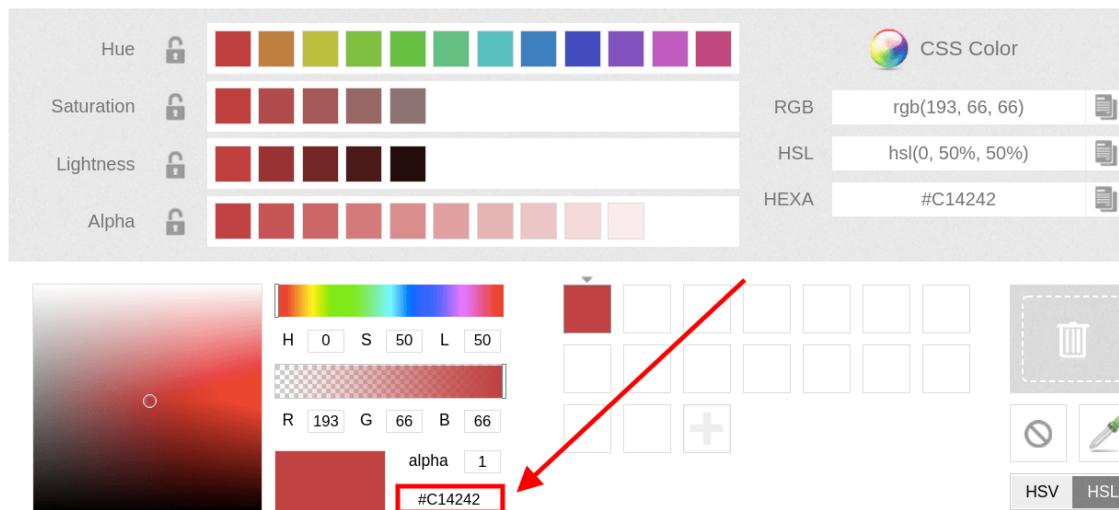 Hue
CSS Color
Saturation
RGB rgb(193, 66, 66)
Lightness
HSL hsl(0, 50%, 50%)
Alpha
HEXA #C14242
H 0 S 50 L 50
R 193 G 66 B 66
alpha 1
#C14242
HSV HSL